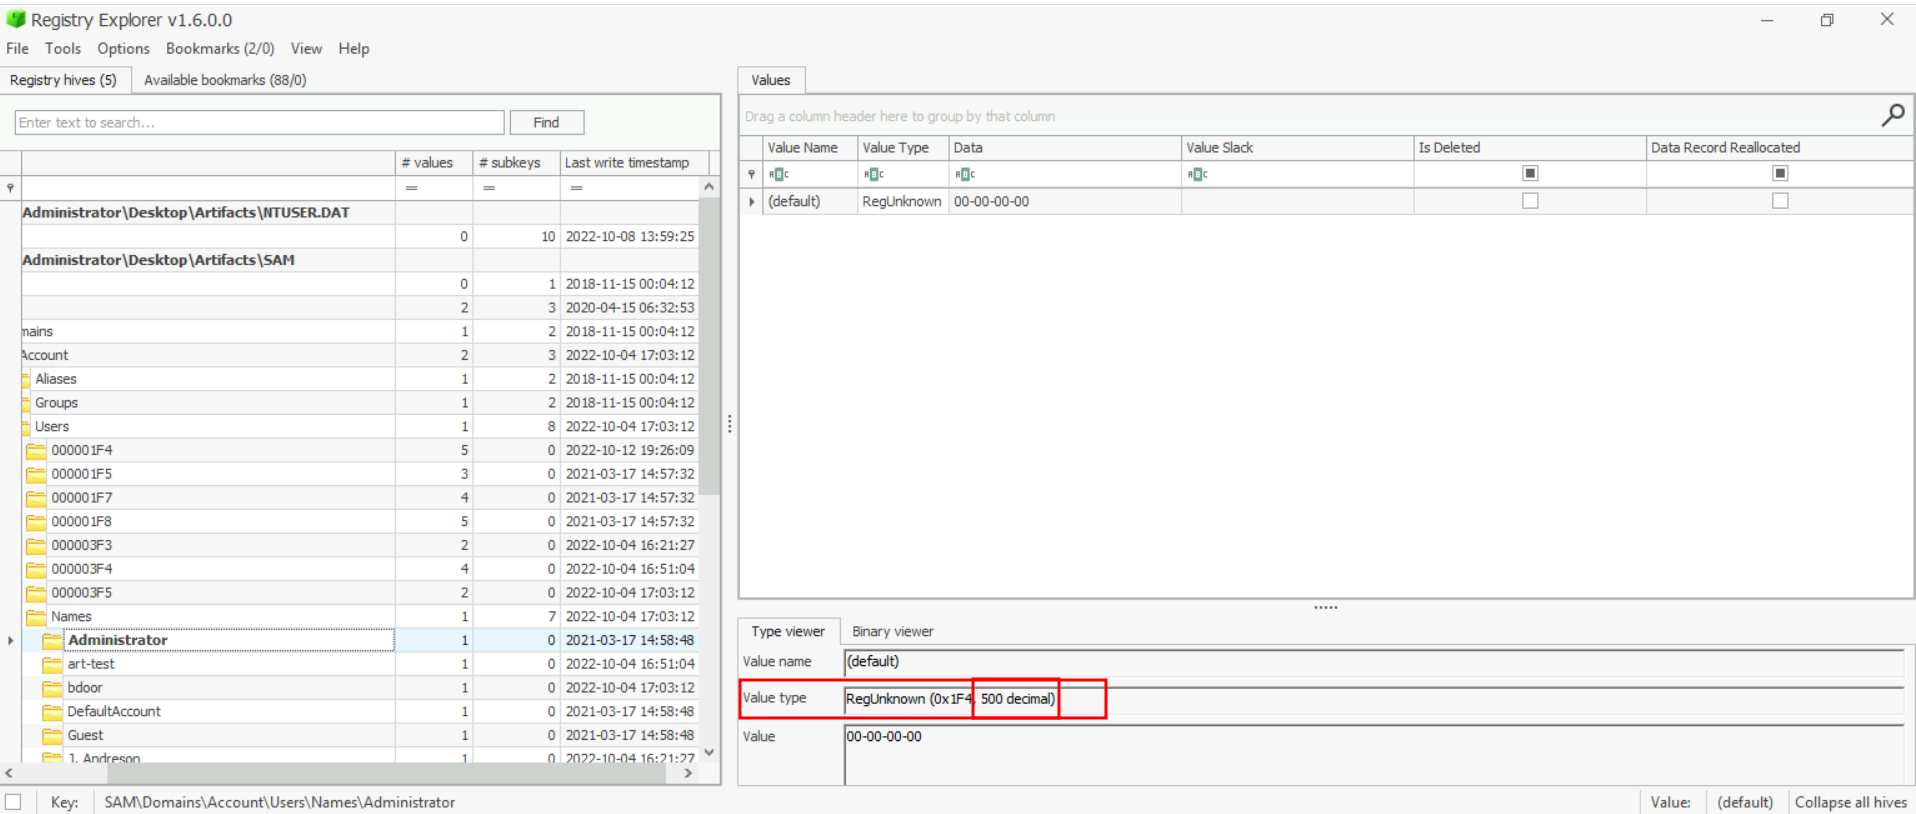 Registry Explorer v1.6.0.0
File Tools Options Bookmarks (2/0) View Help
Registry hives (5) Available bookmarks (88/0)
Enter text to search... Find
# values # subkeys Last write timestamp
= = =
Administrator\Desktop\Artifacts\NTUSER.DAT
0 10 2022-10-08 13:59:25
Administrator\Desktop\Artifacts\SAM
0 1 2018-11-15 00:04:12
2 3 2020-04-15 06:32:53
mains 1 2 2018-11-15 00:04:12
Account 2 3 2022-10-04 17:03:12
Aliases 1 2 2018-11-15 00:04:12
Groups 1 2 2018-11-15 00:04:12
Users 1 8 2022-10-04 17:03:12
000001F4 5 0 2022-10-12 19:26:09
000001F5 3 0 2021-03-17 14:57:32
000001F7 4 0 2021-03-17 14:57:32
000001F8 5 0 2021-03-17 14:57:32
000003F3 2 0 2022-10-04 16:21:27
000003F4 4 0 2022-10-04 16:51:04
000003F5 2 0 2022-10-04 17:03:12
Names 1 7 2022-10-04 17:03:12
Administrator 1 0 2021-03-17 14:58:48
art-test 1 0 2022-10-04 16:51:04
bdoor 1 0 2022-10-04 17:03:12
DefaultAccount 1 0 2021-03-17 14:58:48
Guest 1 0 2021-03-17 14:58:48
J. Andreson 1 0 2022-10-04 16:21:27
Values
Drag a column header here to group by that column
Value Name Value Type Data Value Slack Is Deleted Data Record Reallocated
ABC ABC ABC ABC
(default) RegUnknown 00-00-00-00
Type viewer Binary viewer
Value name (default)
Value type RegUnknown (0x1F4, 500 decimal)
Value 00-00-00-00
Key: SAM\Domains\Account\Users\Names\Administrator Value: (default) Collapse all hives